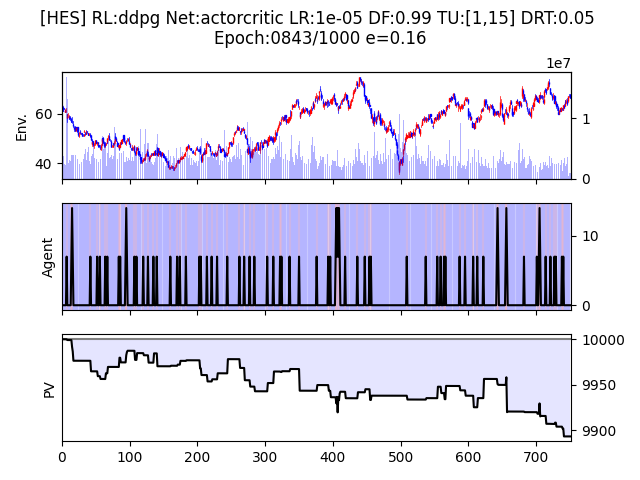 [HES] RL:ddpg Net:actorcritic LR:1e-05 DF:0.99 TU:[1,15] DRT:0.05
Epoch:0843/1000 e=0.16
1e7
Env.
60
40
1
0
Agent
10
0
PV
10000
9950
9900
0 100 200 300 400 500 600 700